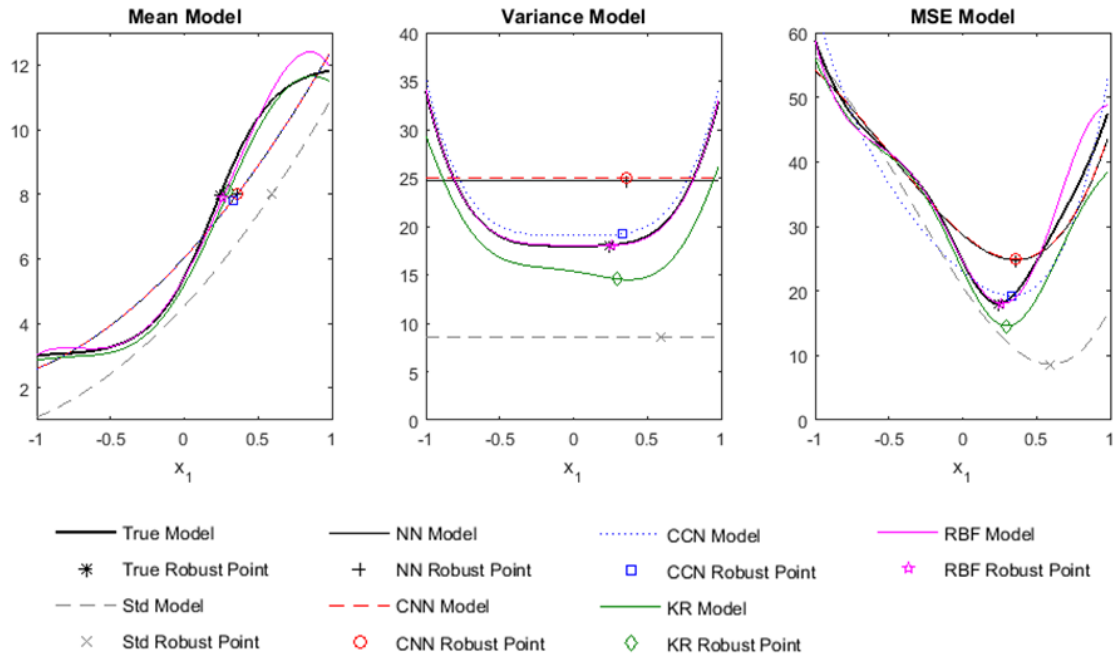 Mean Model
Variance Model
MSE Model
12
10
8
6
4
2
-1
-0.5
0
0.5
1
x_1
40
35
30
25
20
15
10
5
0
-1
-0.5
0
0.5
1
x_1
60
50
40
30
20
10
0
-1
-0.5
0
0.5
1
x_1
True Model
NN Model
CCN Model
RBF Model
True Robust Point
NN Robust Point
CCN Robust Point
RBF Robust Point
Std Model
CNN Model
KR Model
Std Robust Point
CNN Robust Point
KR Robust Point